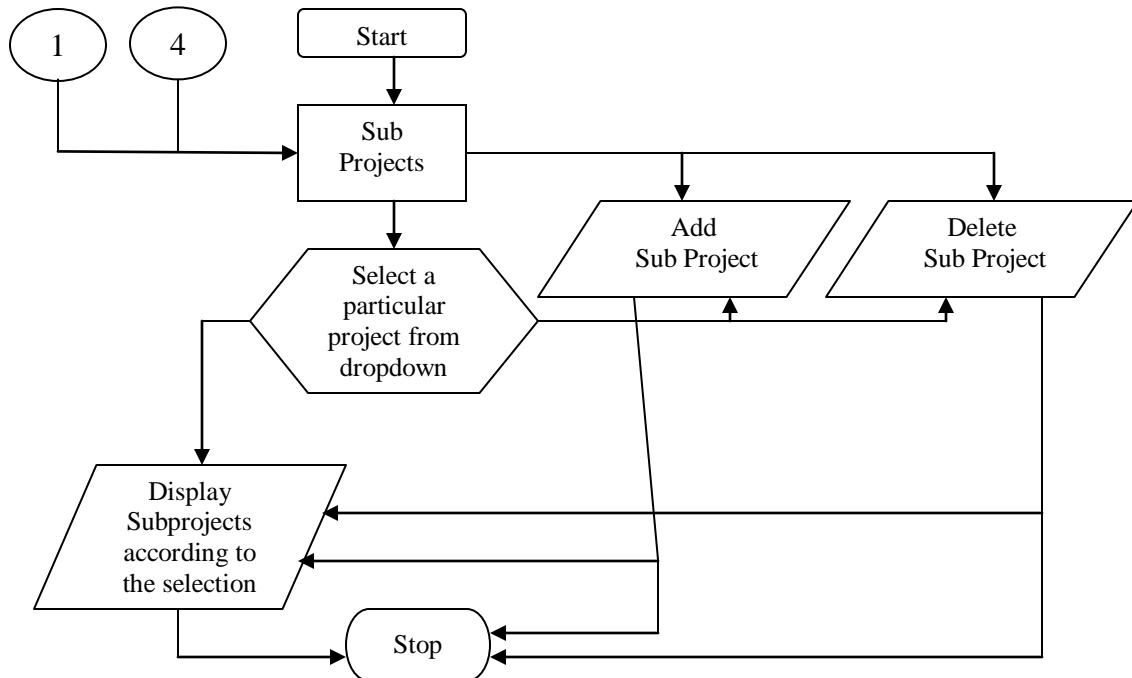 1
4
Start
Sub
Projects
Add
Sub Project
Delete
Sub Project
Select a
particular
project from
dropdown
Display
Subprojects
according to
the selection
Stop